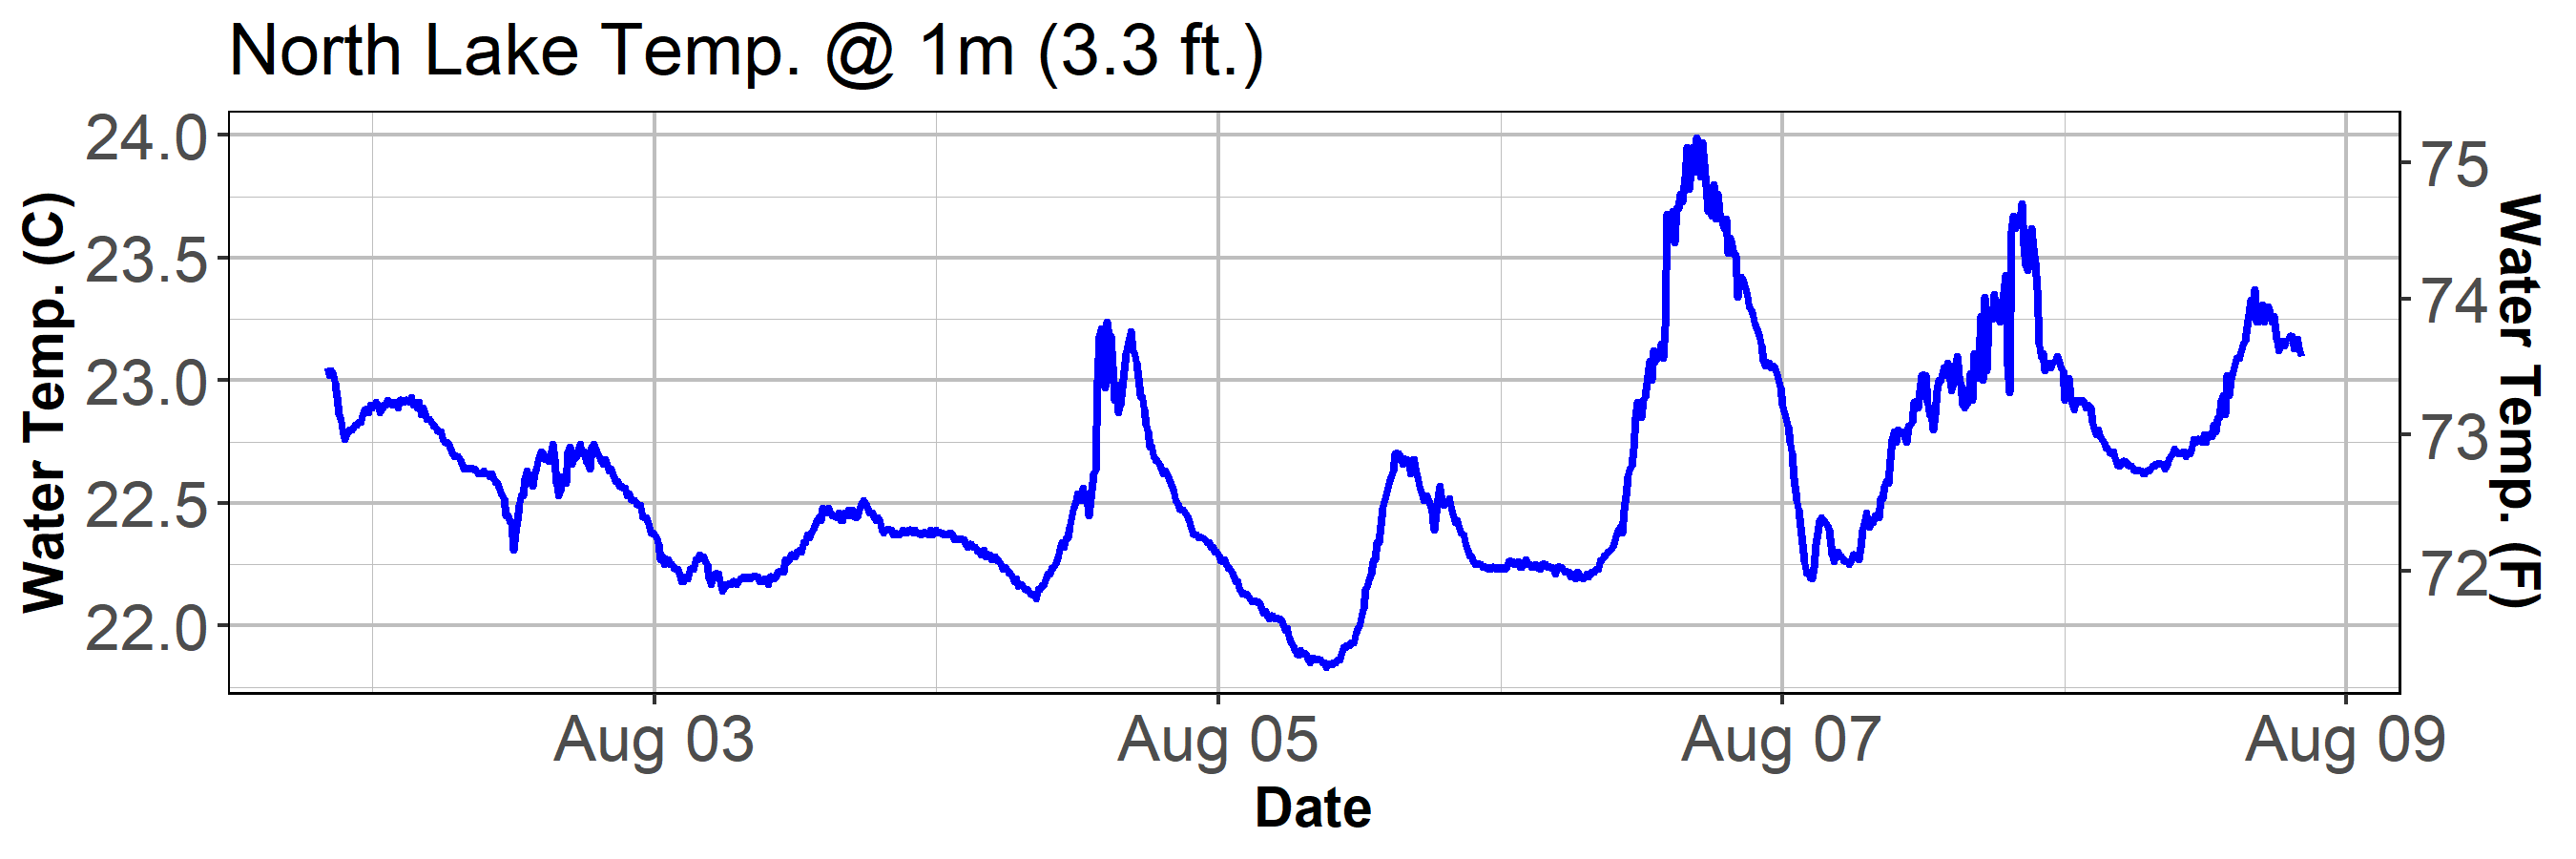 North Lake Temp. @ 1m (3.3 ft.)
Water Temp. (C)
24.0
23.5
23.0
22.5
22.0
75
74
73
72
Water Temp. (F)
Aug 03
Aug 05
Aug 07
Aug 09
Date